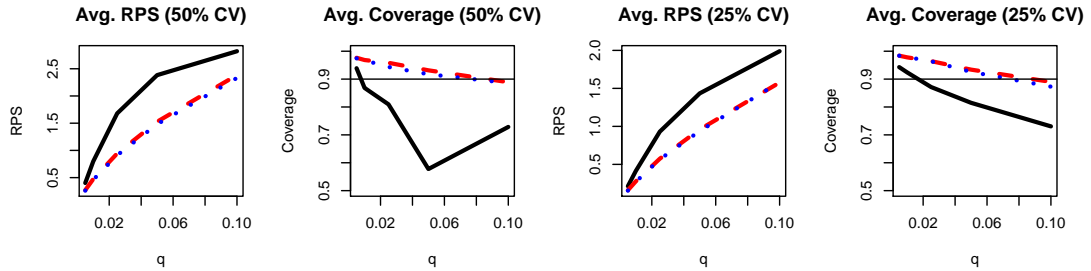 Avg. RPS (50% CV)
RPS
0.5
1.5
2.5
0.02
0.06
0.10
q
Avg. Coverage (50% CV)
Coverage
0.5
0.7
0.9
0.02
0.06
0.10
q
Avg. RPS (25% CV)
RPS
0.5
1.0
1.5
2.0
0.02
0.06
0.10
q
Avg. Coverage (25% CV)
Coverage
0.5
0.7
0.9
0.02
0.06
0.10
q